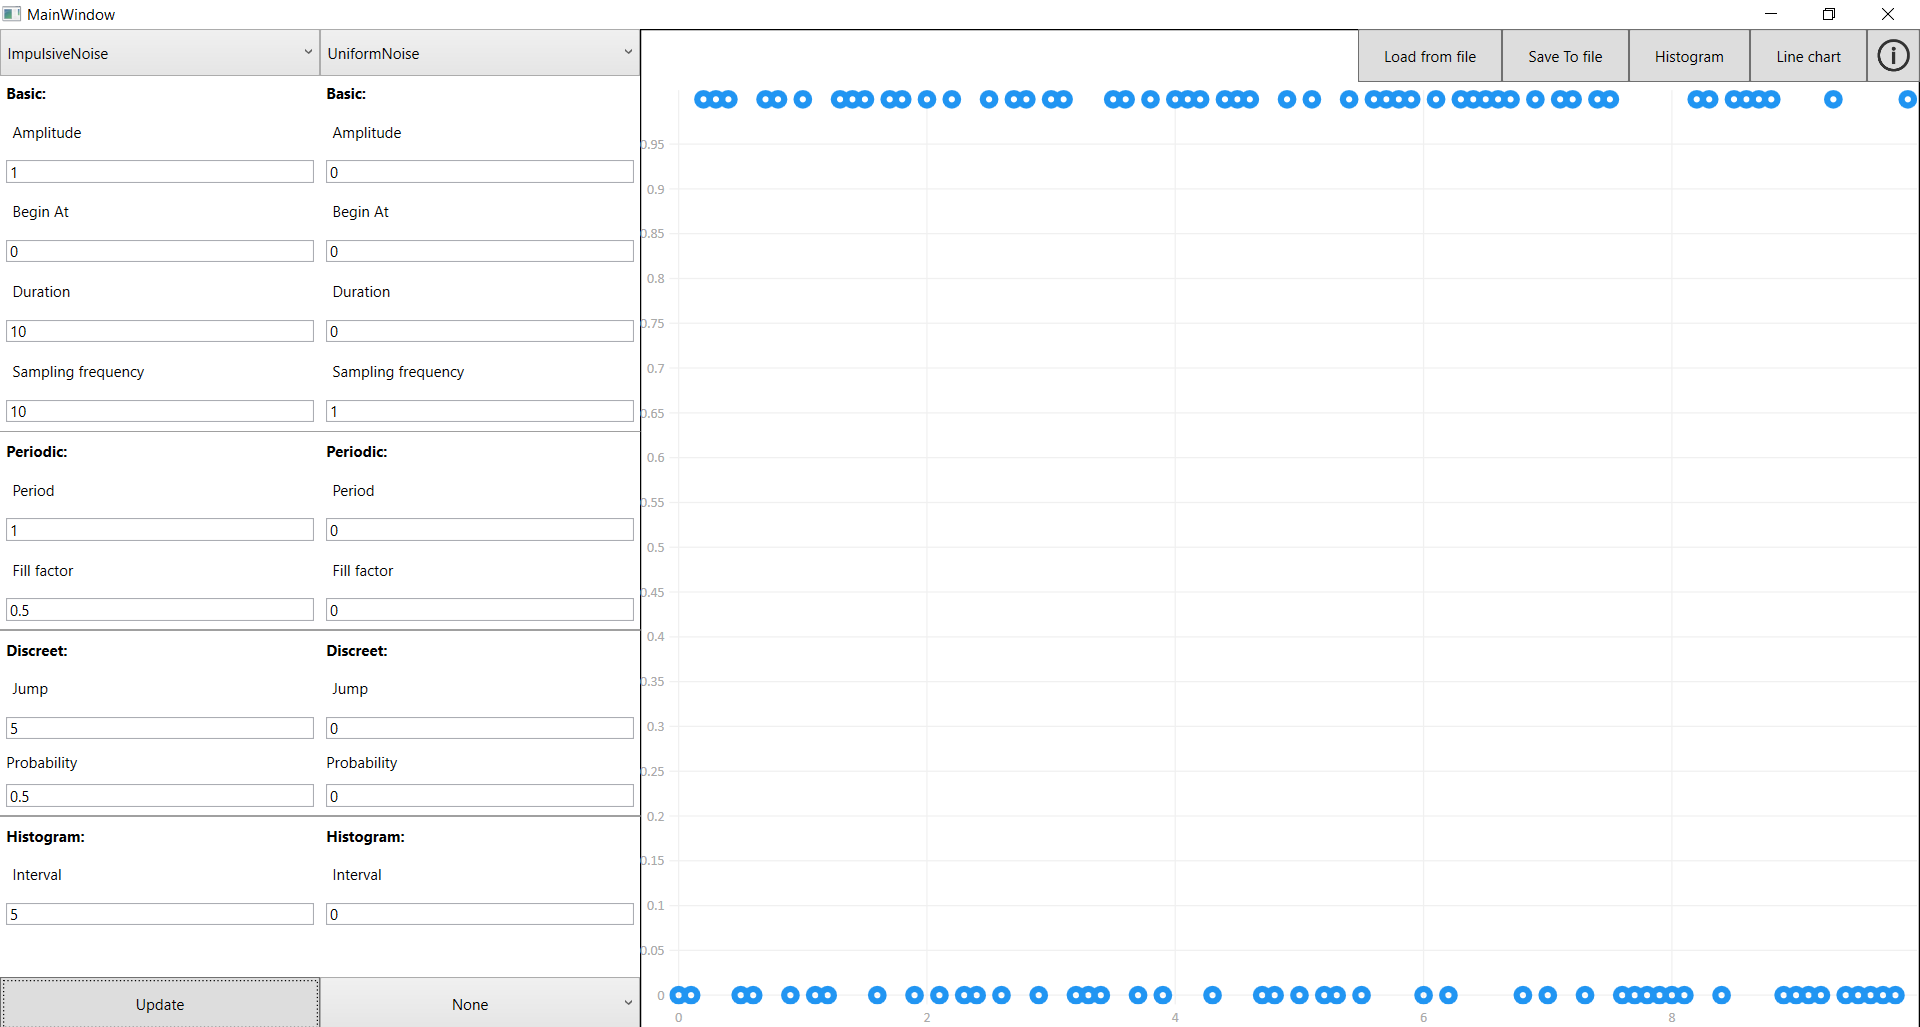 MainWindow
ImpulsiveNoise UniformNoise
Load from file Save To file Histogram Line chart
Basic: Basic:
Amplitude Amplitude
1 0
Begin At Begin At
0 0
Duration Duration
10 0
Sampling frequency Sampling frequency
10 1
Periodic: Periodic:
Period Period
1 0
Fill factor Fill factor
0.5 0
Discreet: Discreet:
Jump Jump
5 0
Probability Probability
0.5 0
Histogram: Histogram:
Interval Interval
5 0
Update None
0.95
0.9
0.85
0.8
0.75
0.7
0.65
0.6
0.55
0.5
0.45
0.4
0.35
0.3
0.25
0.2
0.15
0.1
0.05
0
0 2 4 6 8